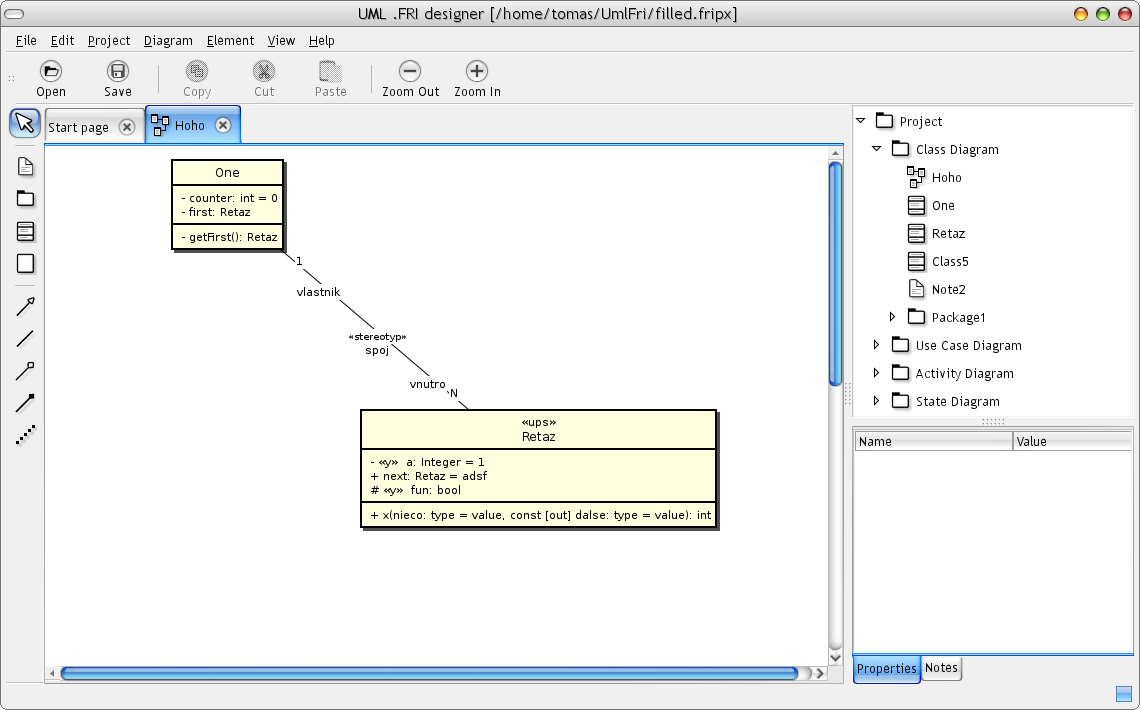 UML .FRI designer [/home/tomas/UmlFri/filled.fripx]
File Edit Project Diagram Element View Help
Open Save Copy Cut Paste Zoom Out Zoom In
Start page Hoho
One
- counter: int = 0
- first: Retaz
- getFirst(): Retaz
1
vlastnik
«stereotyp»
spoj
vnutro
N
«ups»
Retaz
- «y» a: Integer = 1
+ next: Retaz = adsf
# «y» fun: bool
+ x(nieco: type = value, const [out] dalse: type = value): int
Project
Class Diagram
Hoho
One
Retaz
Class5
Note2
Package1
Use Case Diagram
Activity Diagram
State Diagram
Name Value
Properties Notes